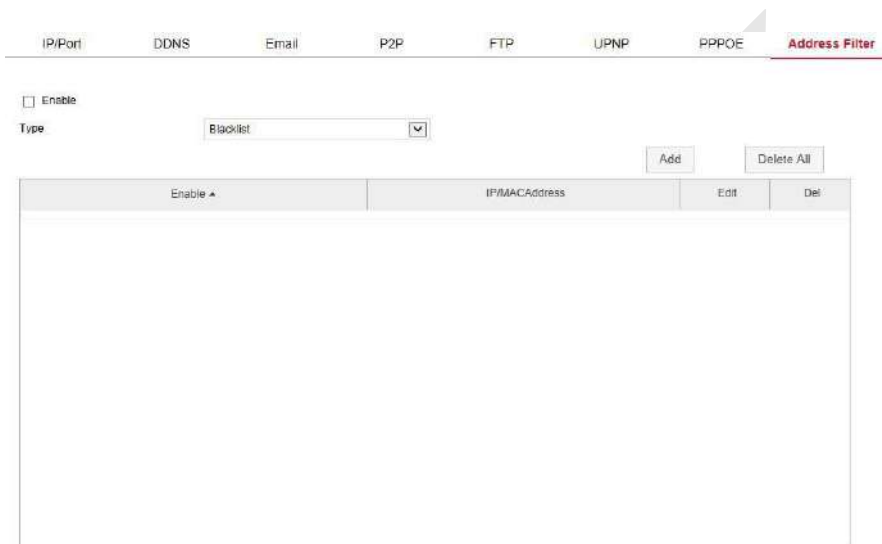 IP/Port DDNS Email P2P FTP UPNP PPPOE Address Filter
Enable
Type Blacklist
Add Delete All
Enable IP/MACAddress Edit Del